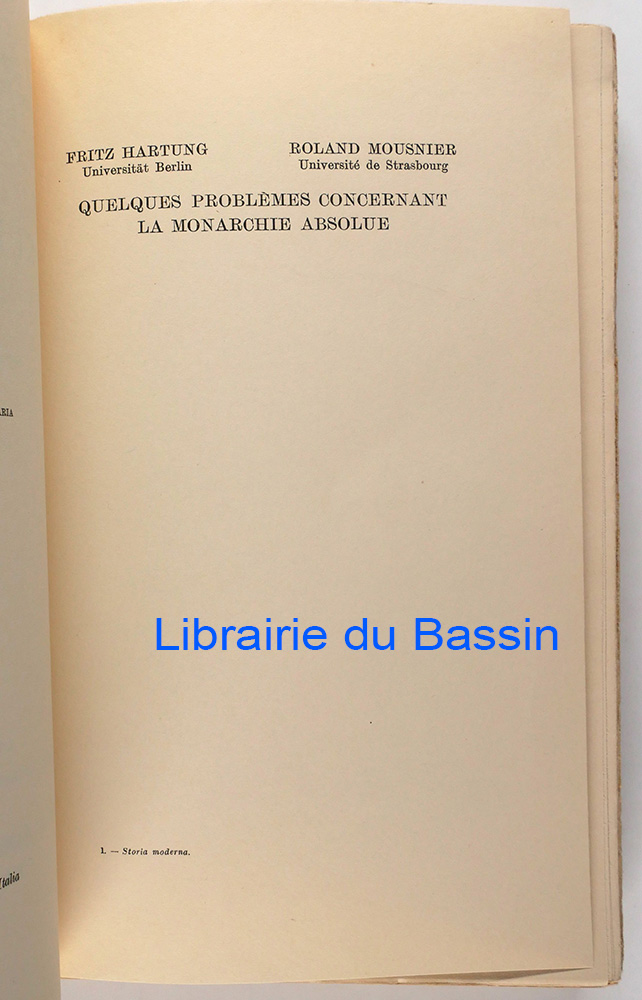 FRITZ HARTUNG
Universität Berlin
ROLAND MOUSNIER
Université de Strasbourg
QUELQUES PROBLÈMES CONCERNANT
LA MONARCHIE ABSOLUE
Librairie du Bassin
1. — Storia moderna.
Italia